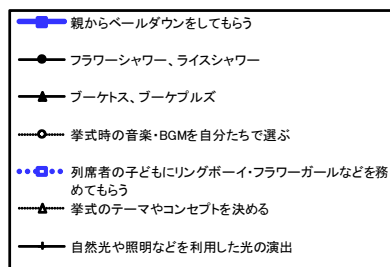 親からベールダウンをしてもらう
フラワーシャワー、ライスシャワー
ブーケトス、ブーケプルズ
挙式時の音楽・BGMを自分たちで選ぶ
列席者の子どもにリングボーイ・フラワーガールなどを務
めてもらう
挙式のテーマやコンセプトを決める
自然光や照明などを利用した光の演出